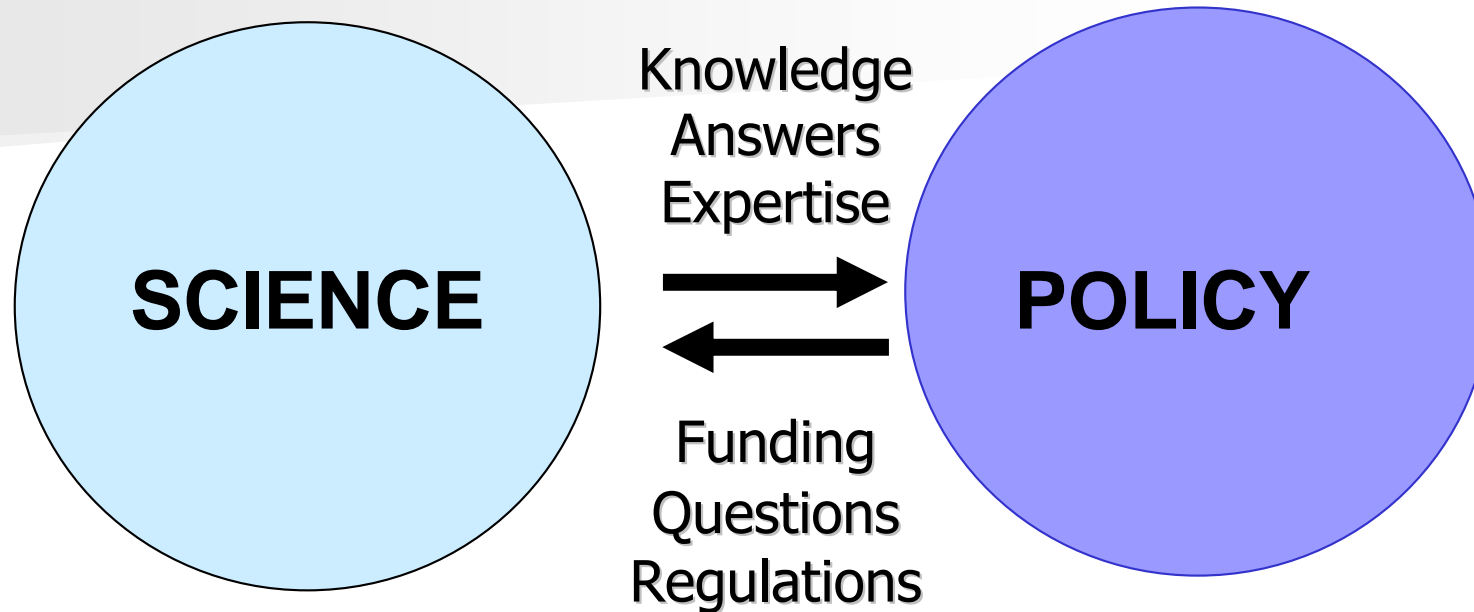 SCIENCE
Knowledge
Answers
Expertise
Funding
Questions
Regulations
POLICY